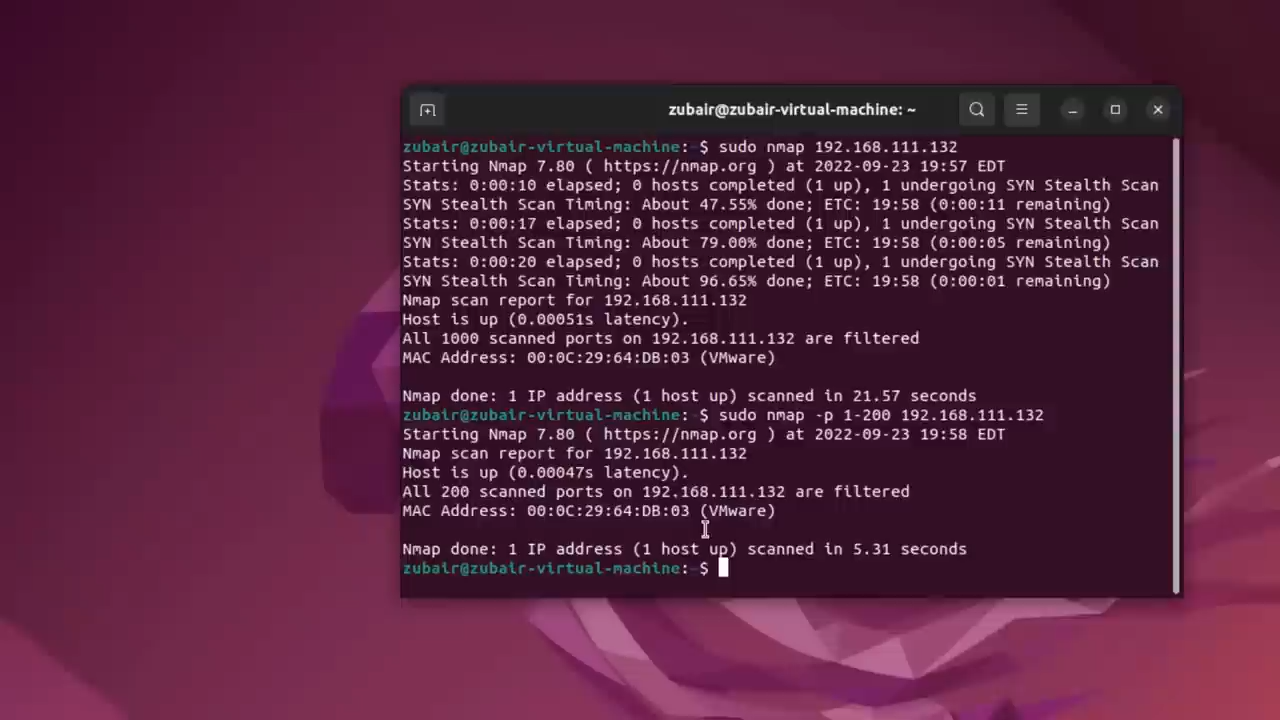 zubair@zubair-virtual-machine: ~
zubair@zubair-virtual-machine:~$ sudo nmap 192.168.111.132
Starting Nmap 7.80 ( https://nmap.org ) at 2022-09-23 19:57 EDT
Stats: 0:00:10 elapsed; 0 hosts completed (1 up), 1 undergoing SYN Stealth Scan
SYN Stealth Scan Timing: About 47.55% done; ETC: 19:58 (0:00:11 remaining)
Stats: 0:00:17 elapsed; 0 hosts completed (1 up), 1 undergoing SYN Stealth Scan
SYN Stealth Scan Timing: About 79.00% done; ETC: 19:58 (0:00:05 remaining)
Stats: 0:00:20 elapsed; 0 hosts completed (1 up), 1 undergoing SYN Stealth Scan
SYN Stealth Scan Timing: About 96.65% done; ETC: 19:58 (0:00:01 remaining)
Nmap scan report for 192.168.111.132
Host is up (0.00051s latency).
All 1000 scanned ports on 192.168.111.132 are filtered
MAC Address: 00:0C:29:64:DB:03 (VMware)
Nmap done: 1 IP address (1 host up) scanned in 21.57 seconds
zubair@zubair-virtual-machine:~$ sudo nmap -p 1-200 192.168.111.132
Starting Nmap 7.80 ( https://nmap.org ) at 2022-09-23 19:58 EDT
Nmap scan report for 192.168.111.132
Host is up (0.00047s latency).
All 200 scanned ports on 192.168.111.132 are filtered
MAC Address: 00:0C:29:64:DB:03 (VMware)
Nmap done: 1 IP address (1 host up) scanned in 5.31 seconds
zubair@zubair-virtual-machine:~$